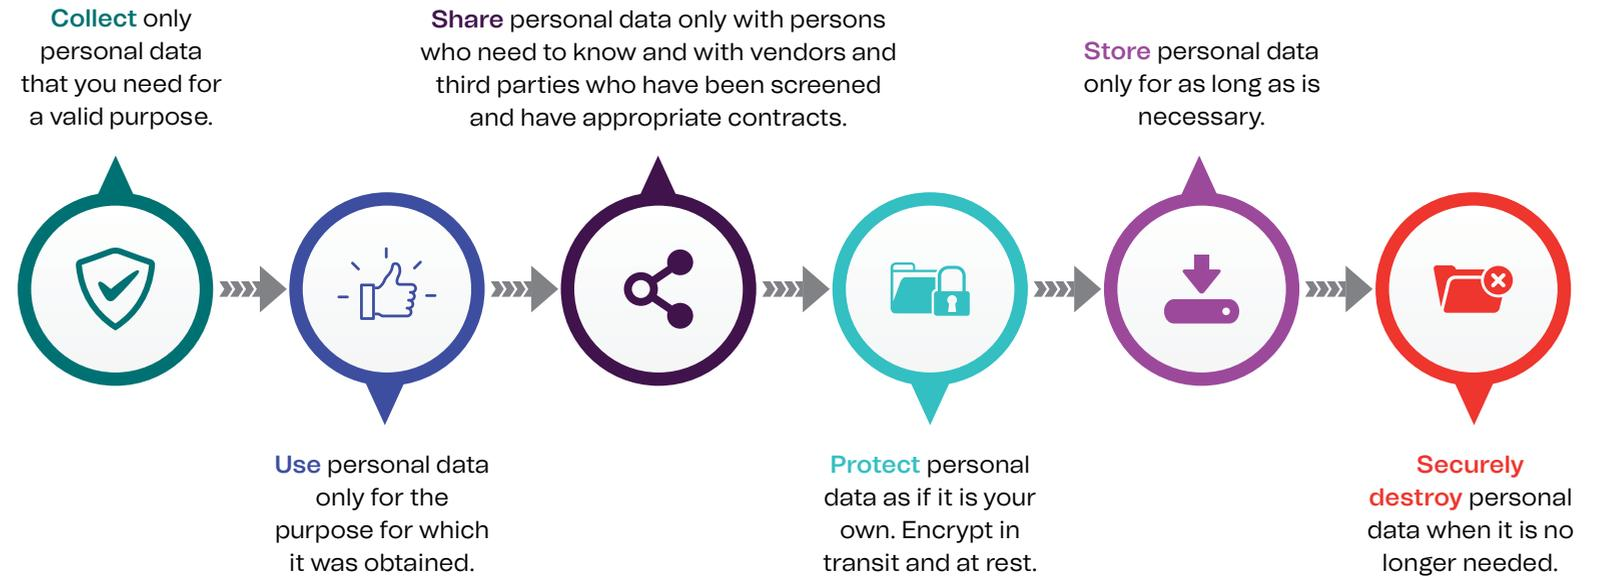 Collect only
personal data
that you need for
a valid purpose.
Use personal data
only for the
purpose for which
it was obtained.
Share personal data only with persons
who need to know and with vendors and
third parties who have been screened
and have appropriate contracts.
Protect personal
data as if it is your
own. Encrypt in
transit and at rest.
Store personal data
only for as long as is
necessary.
Securely
destroy personal
data when it is no
longer needed.